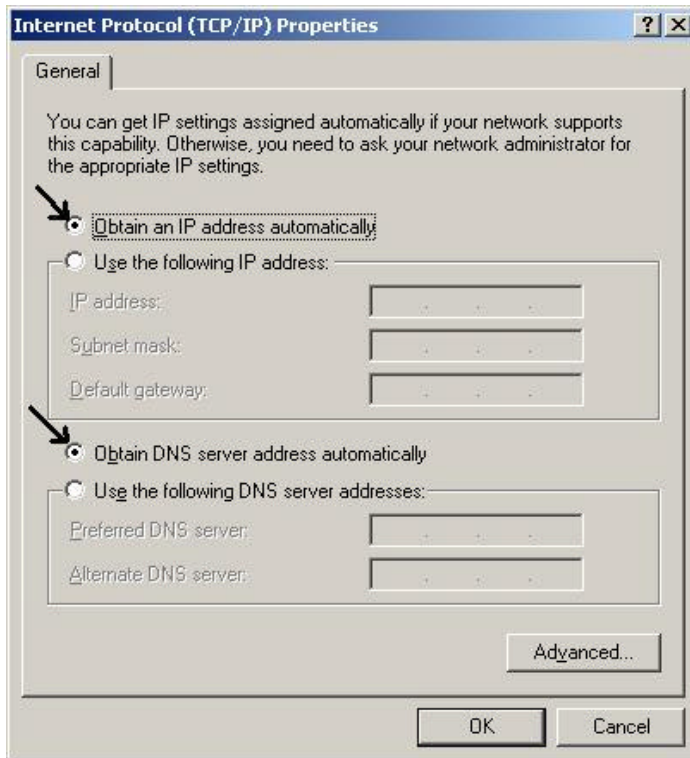 Internet Protocol (TCP/IP) Properties
General
You can get IP settings assigned automatically if your network supports
this capability. Otherwise, you need to ask your network administrator for
the appropriate IP settings.
Obtain an IP address automatically
Use the following IP address:
IP address:
Subnet mask:
Default gateway:
Obtain DNS server address automatically
Use the following DNS server addresses:
Preferred DNS server:
Alternate DNS server:
Advanced...
OK Cancel